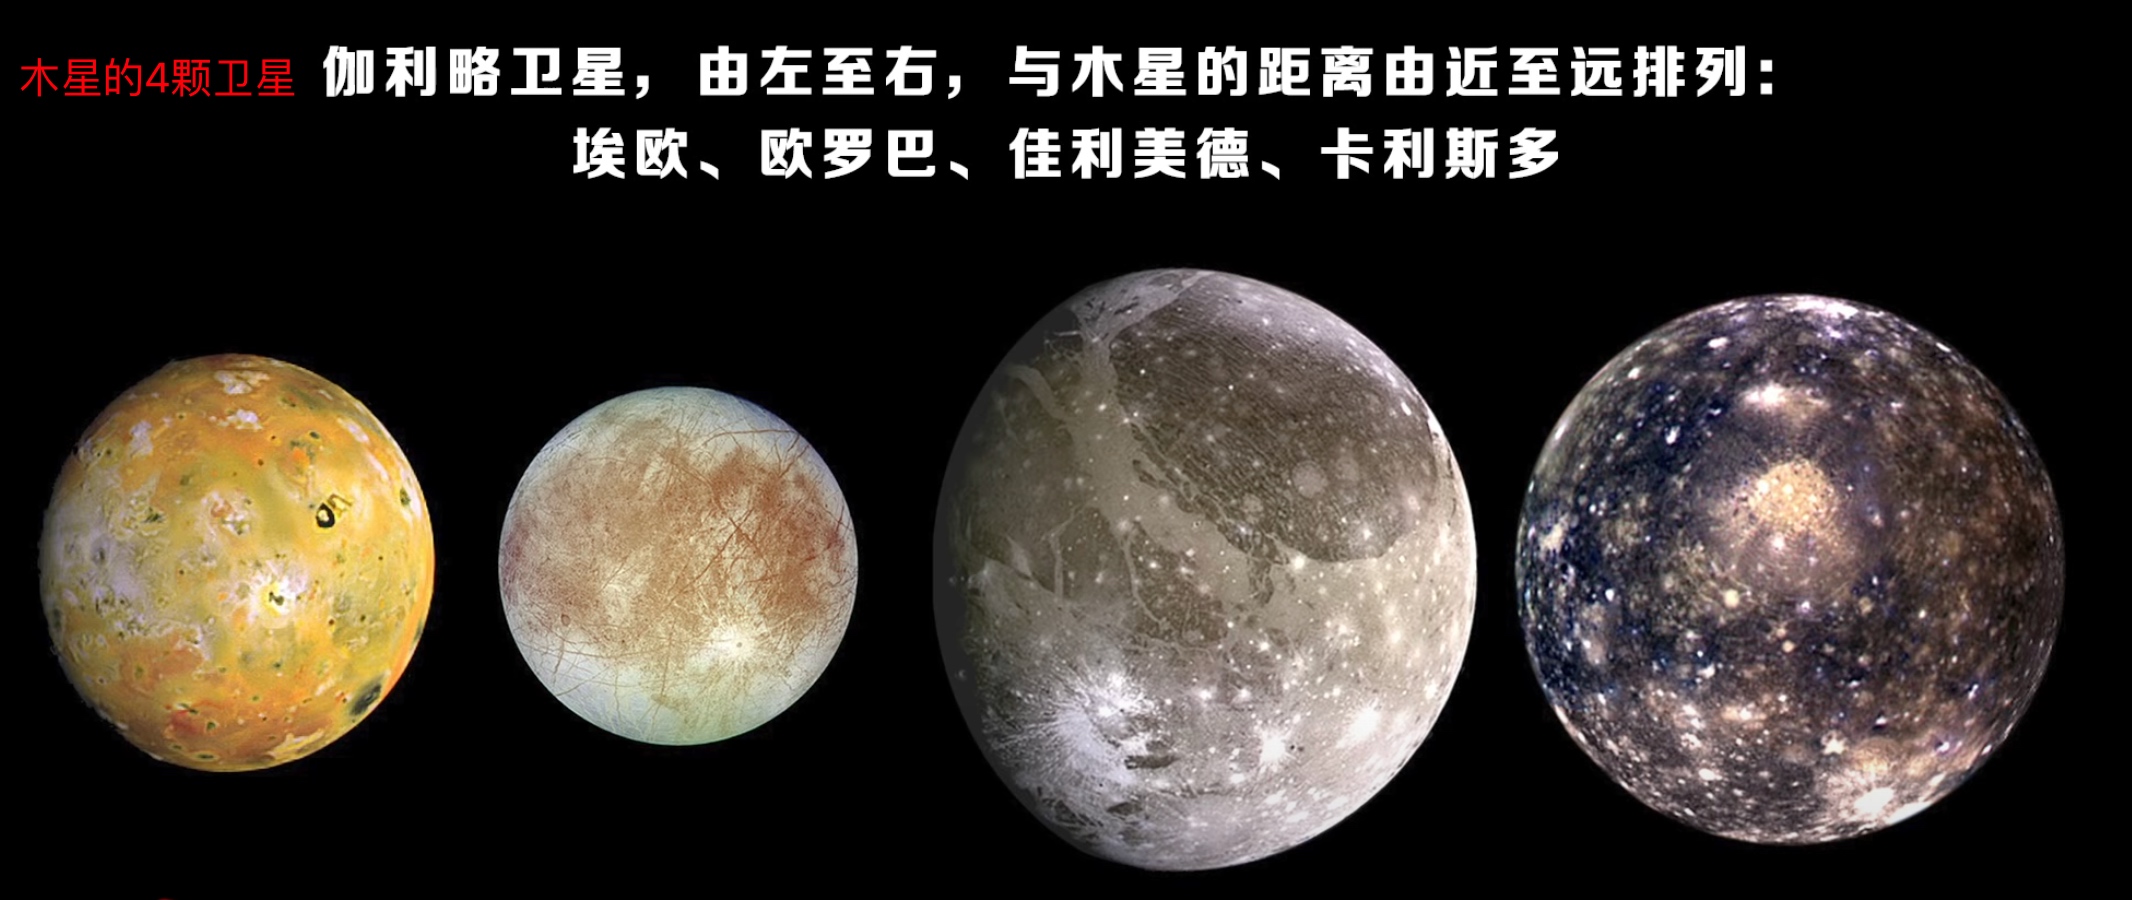 木星的4颗卫星 伽利略卫星，由左至右，与木星的距离由近至远排列：
埃欧、欧罗巴、佳利美德、卡利斯多